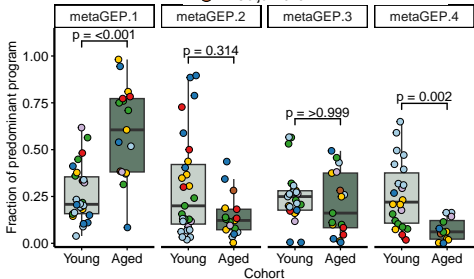 metaGEP.1 metaGEP.2 metaGEP.3 metaGEP.4
p = <0.001 p = 0.314 p = >0.999 p = 0.002
1.00
0.75
0.50
0.25
0.00
Fraction of predominant program
Young Aged Young Aged Young Aged Young Aged
Cohort